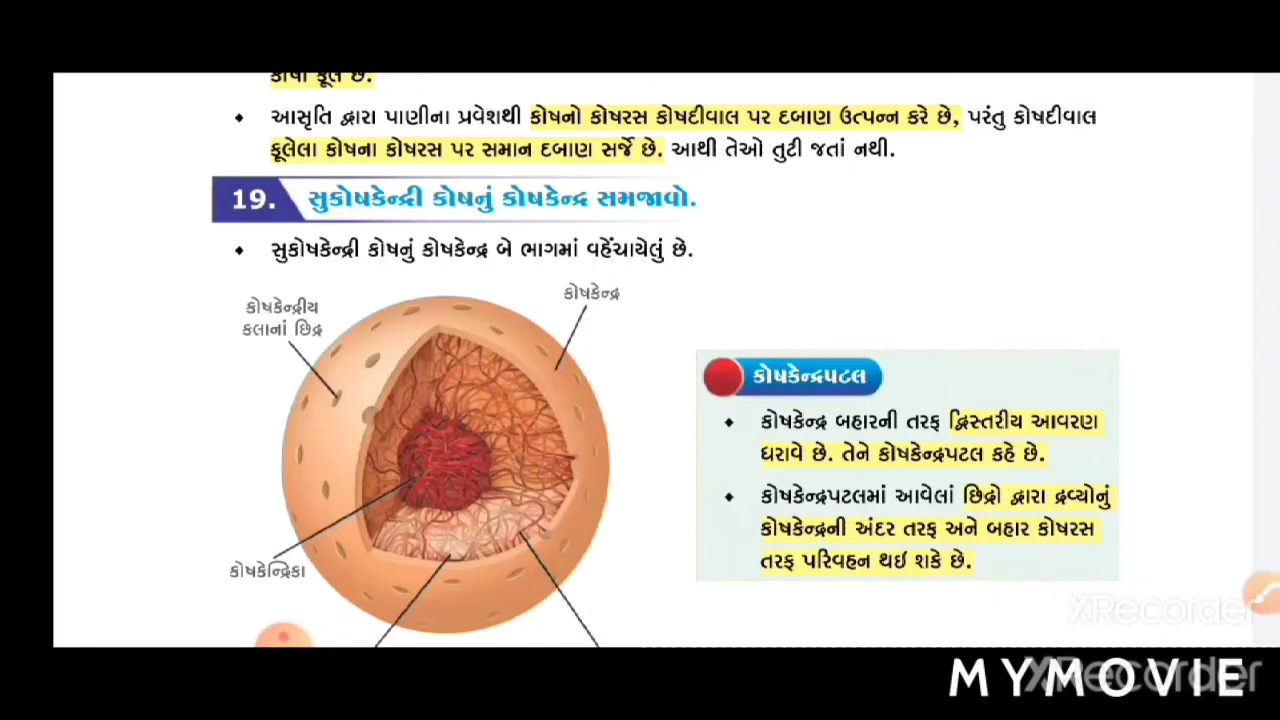 કોષો ફૂલે છે.
આસૃતિ દ્વારા પાણીના પ્રવેશથી કોષનો કોષરસ કોષદીવાલ પર દબાણ ઉત્પન્ન કરે છે, પરંતુ કોષદીવાલ
ફૂલેલા કોષના કોષરસ પર સમાન દબાણ સર્જે છે. આથી તેઓ તુટી જતાં નથી.
19. સુકોષકેન્દ્રી કોષનું કોષકેન્દ્ર સમજાવો.
સુકોષકેન્દ્રી કોષનું કોષકેન્દ્ર બે ભાગમાં વહેંચાયેલું છે.
કોષકેન્દ્ર
કોષકેન્દ્રીય
કલાનાં છિદ્ર
કોષકેન્દ્રિકા
કોષકેન્દ્રપટલ
કોષકેન્દ્ર બહારની તરફ દ્વિસ્તરીય આવરણ
ધરાવે છે. તેને કોષકેન્દ્રપટલ કહે છે.
કોષકેન્દ્રપટલમાં આવેલાં છિદ્રો દ્વારા દ્રવ્યોનું
કોષકેન્દ્રની અંદર તરફ અને બહાર કોષરસ
તરફ પરિવહન થઇ શકે છે.
XRecorder
XRecorder
MYMOVIE